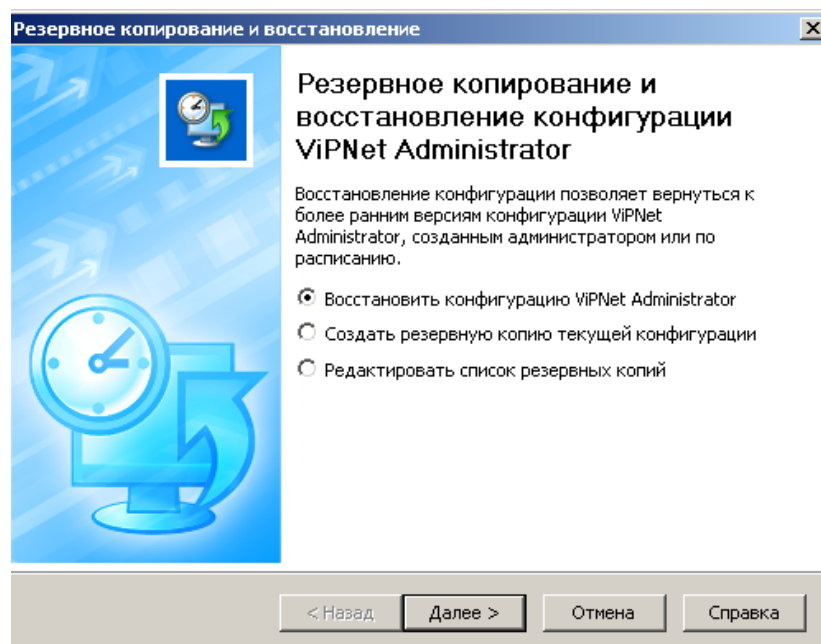 Резервное копирование и восстановление
Резервное копирование и
восстановление конфигурации
ViPNet Administrator
Восстановление конфигурации позволяет вернуться к
более ранним версиям конфигурации ViPNet
Administrator, созданным администратором или по
расписанию.
Восстановить конфигурацию ViPNet Administrator
Создать резервную копию текущей конфигурации
Редактировать список резервных копий
< Назад
Далее >
Отмена
Справка